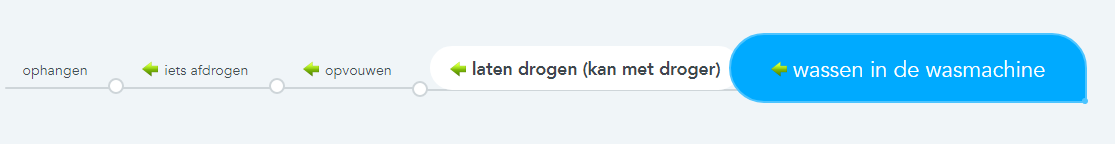 ophangen
iets afdrogen
opvouwen
laten drogen (kan met droger)
wassen in de wasmachine